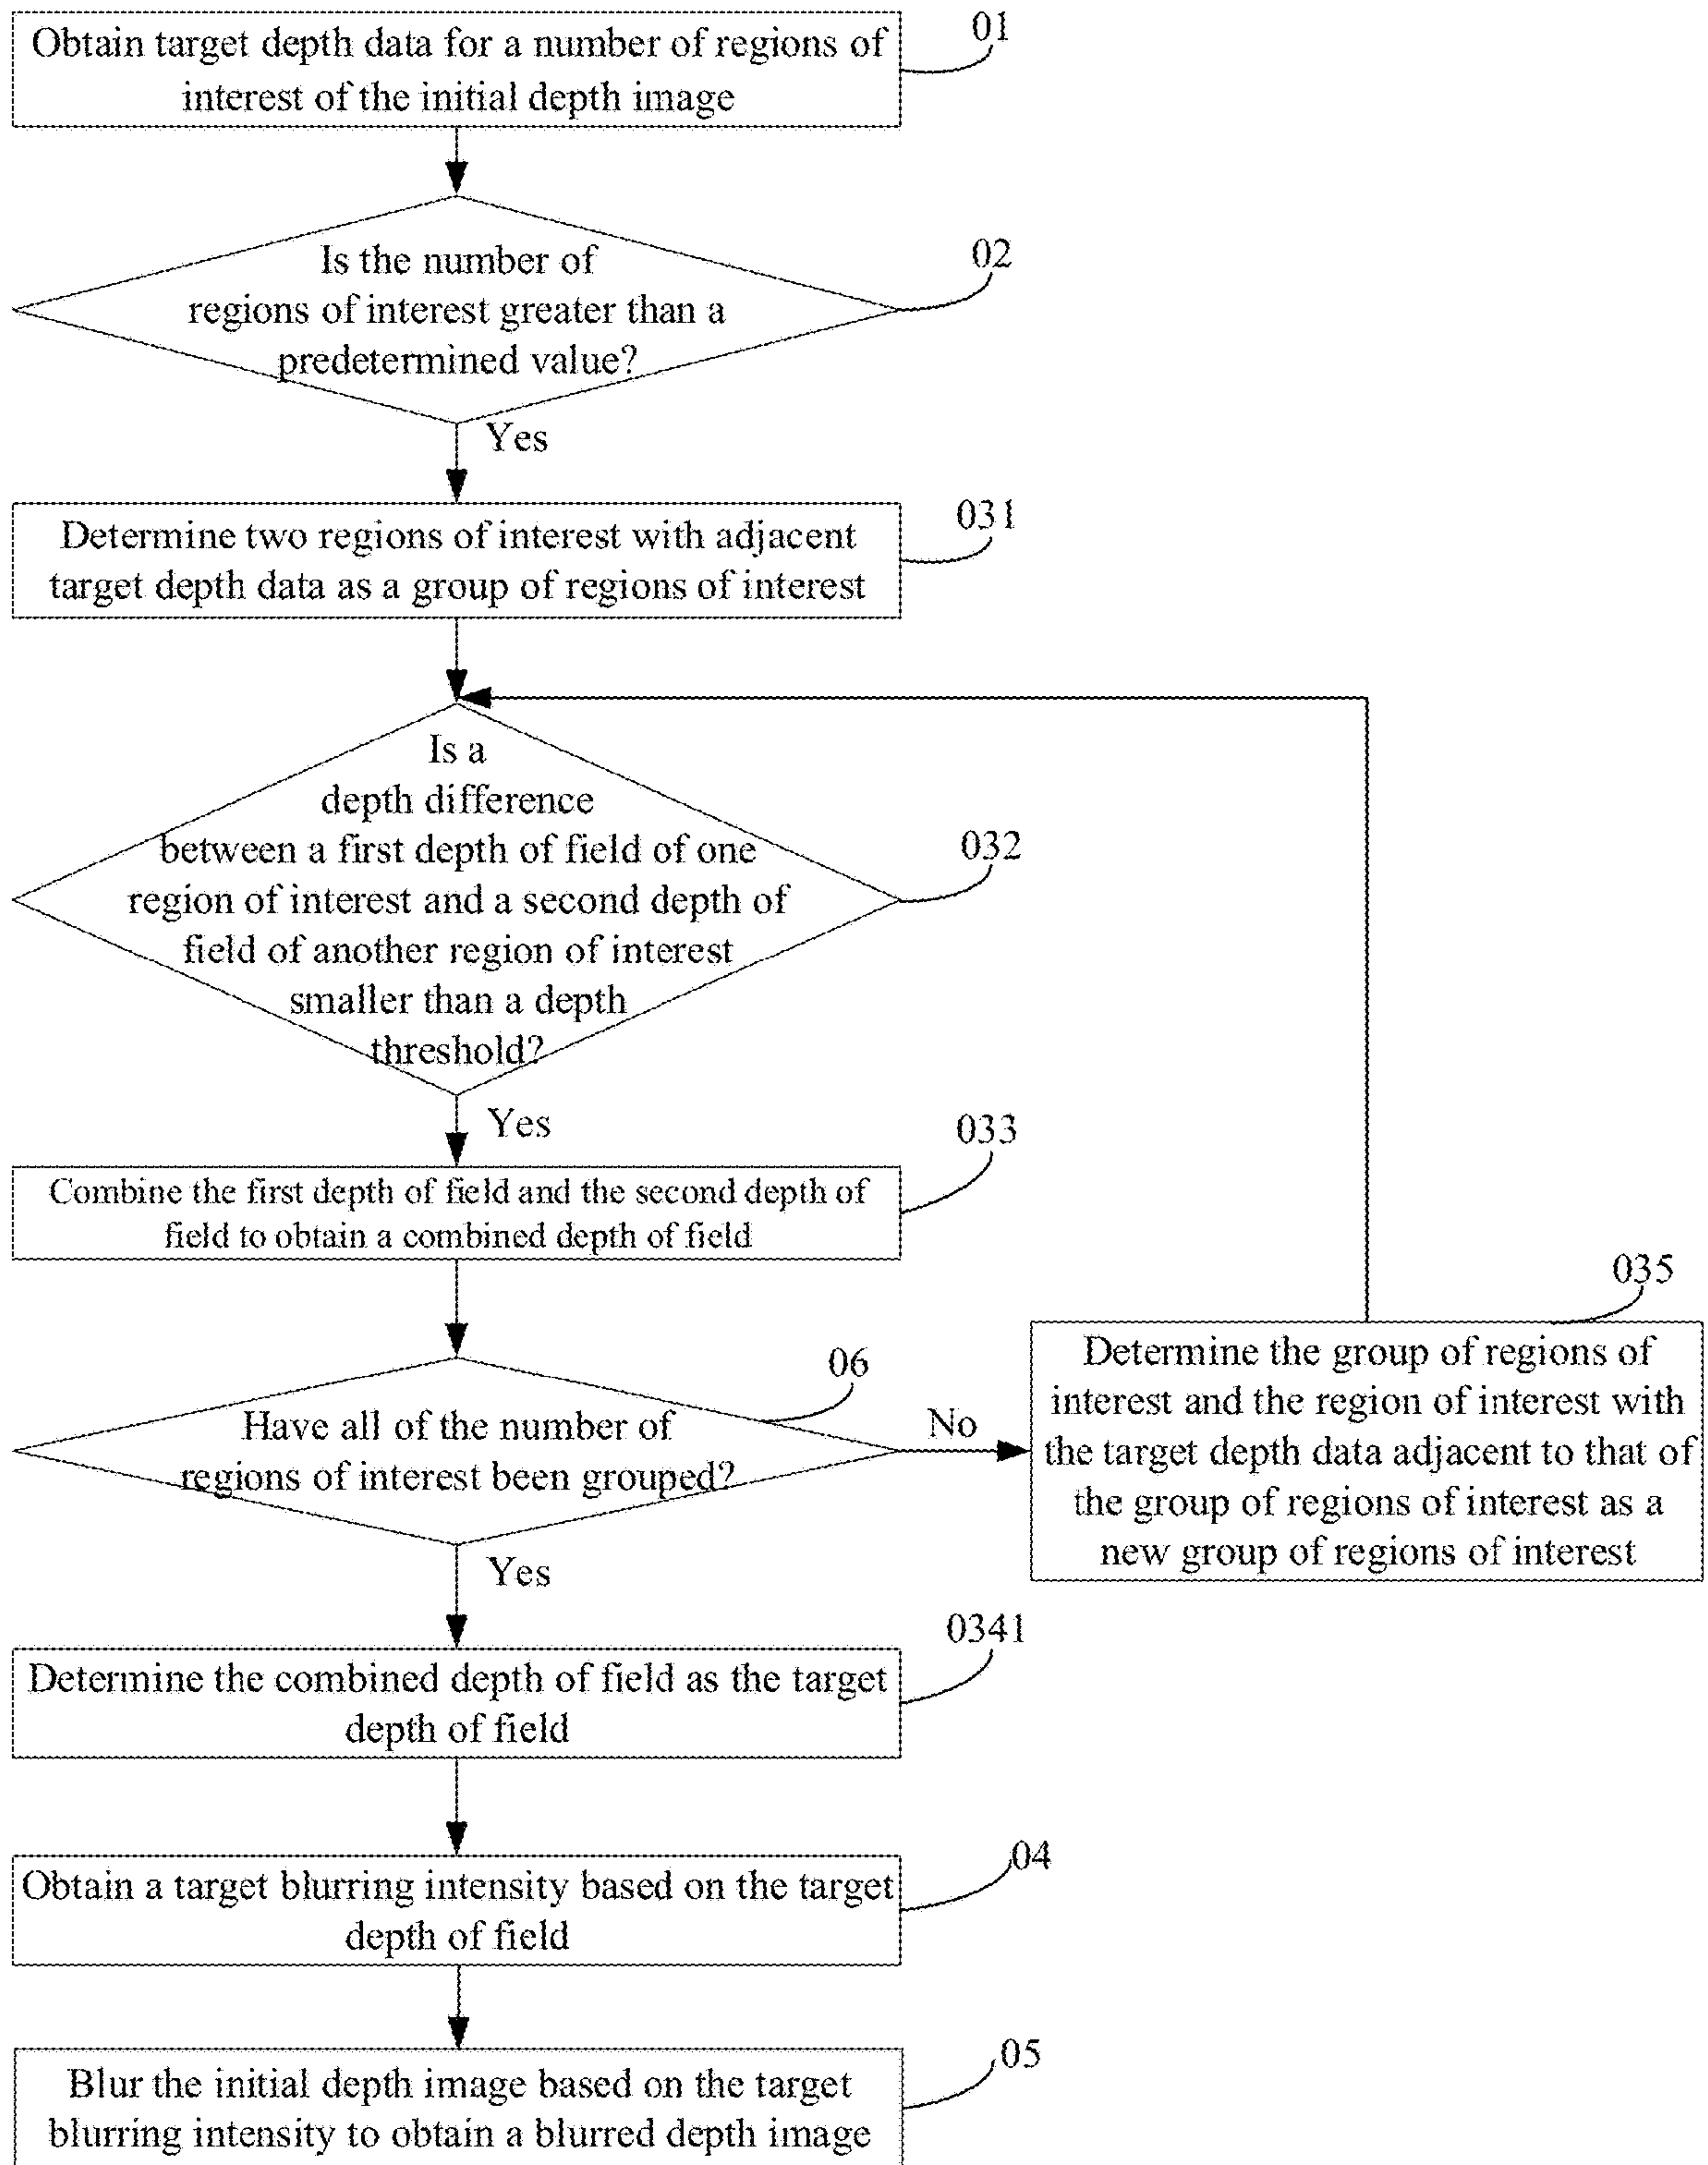 Obtain target depth data for a number of regions of
interest of the initial depth image
01
Is the number of
regions of interest greater than a
predetermined value?
02
Yes
Determine two regions of interest with adjacent
target depth data as a group of regions of interest
031
Is a
depth difference
between a first depth of field of one
region of interest and a second depth of
field of another region of interest
smaller than a depth
threshold?
032
Yes
Combine the first depth of field and the second depth of
field to obtain a combined depth of field
033
Have all of the number of
regions of interest been grouped?
06
No
Determine the group of regions of
interest and the region of interest with
the target depth data adjacent to that of
the group of regions of interest as a
new group of regions of interest
035
Yes
Determine the combined depth of field as the target
depth of field
0341
Obtain a target blurring intensity based on the target
depth of field
04
Blur the initial depth image based on the target
blurring intensity to obtain a blurred depth image
05